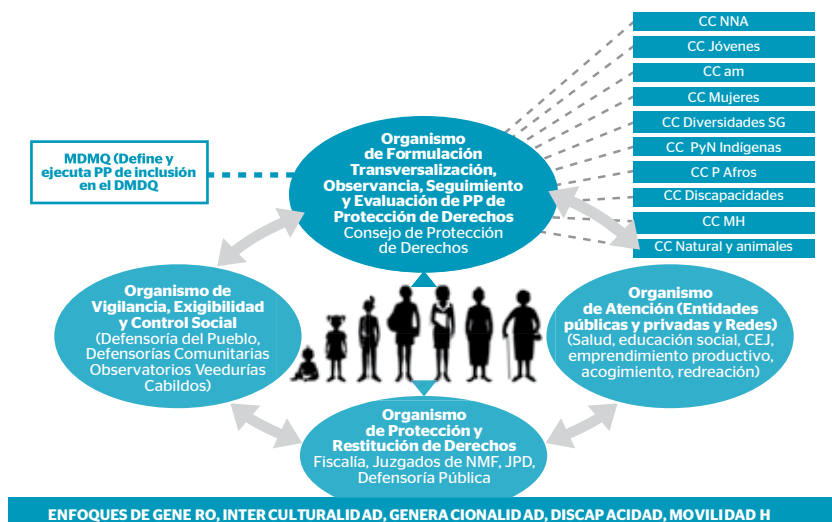 CC NNA
CC Jóvenes
CC am
CC Mujeres
CC Diversidades SG
CC PyN Indígenas
CC P Afros
CC Discapacidades
CC MH
CC Natural y animales
MDMQ (Define y
ejecuta PP de inclusión
en el DMDQ
Organismo
de Formulación
Transversalización,
Observancia, Seguimiento
y Evaluación de PP de
Protección de Derechos
Consejo de Protección
de Derechos
Organismo de
Vigilancia, Exigibilidad
y Control Social
(Defensoría del Pueblo,
Defensorías Comunitarias
Observatorios Veedurías
Cabildos)
Organismo
de Atención (Entidades
públicas y privadas y Redes)
(Salud, educación social, CEJ,
emprendimiento productivo,
acogimiento, redreación)
Organismo
de Protección y
Restitución de Derechos
Fiscalía, Juzgados de NMF, JPD,
Defensoría Pública
ENFOQUES DE GENE RO, INTER CULTURALID AD, GENERA CIONALID AD, DISCAP ACIDAD, MOVILIDAD H